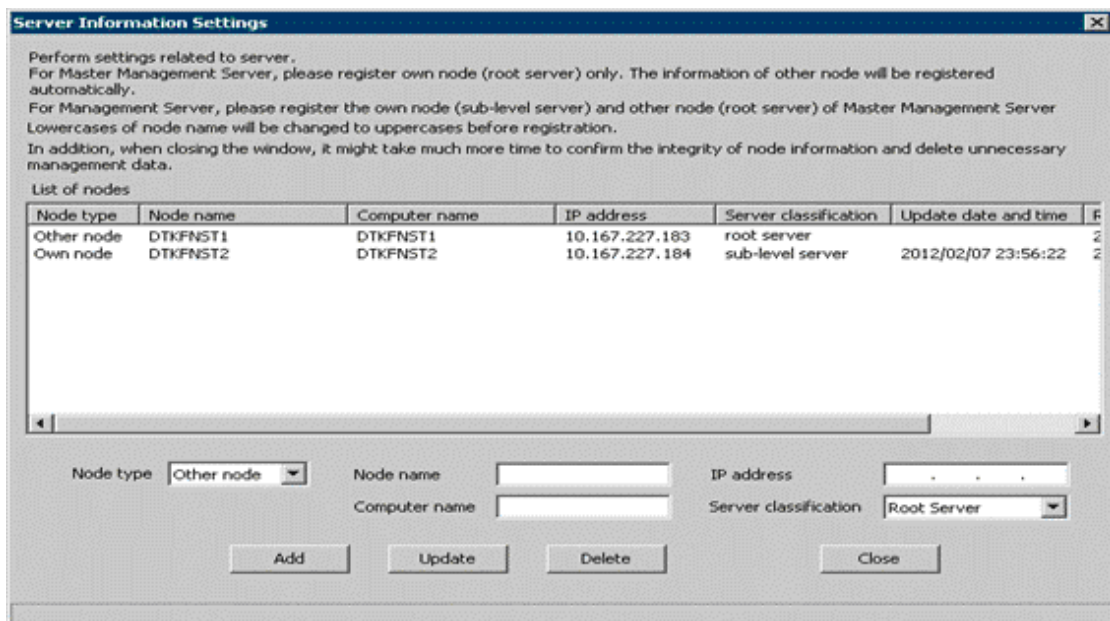 Server Information Settings
Perform settings related to server.
For Master Management Server, please register own node (root server) only. The information of other node will be registered
automatically.
For Management Server, please register the own node (sub-level server) and other node (root server) of Master Management Server
Lowercases of node name will be changed to uppercases before registration.
In addition, when closing the window, it might take much more time to confirm the integrity of node information and delete unnecessary
management data.
List of nodes
Node type Node name Computer name IP address Server classification Update date and time
Other node DTKFNST1 DTKFNST1 10.167.227.183 root server 2
Own node DTKFNST2 DTKFNST2 10.167.227.184 sub-level server 2012/02/07 23:56:22 2
Node type Other node Node name IP address . . .
Computer name Server classification Root Server
Add Update Delete Close